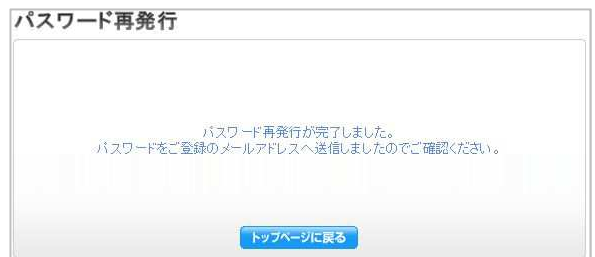 パスワード再発行
パスワード再発行が完了しました。
パスワードをご登録のメールアドレスへ送信しましたのでご確認ください。
トップページに戻る